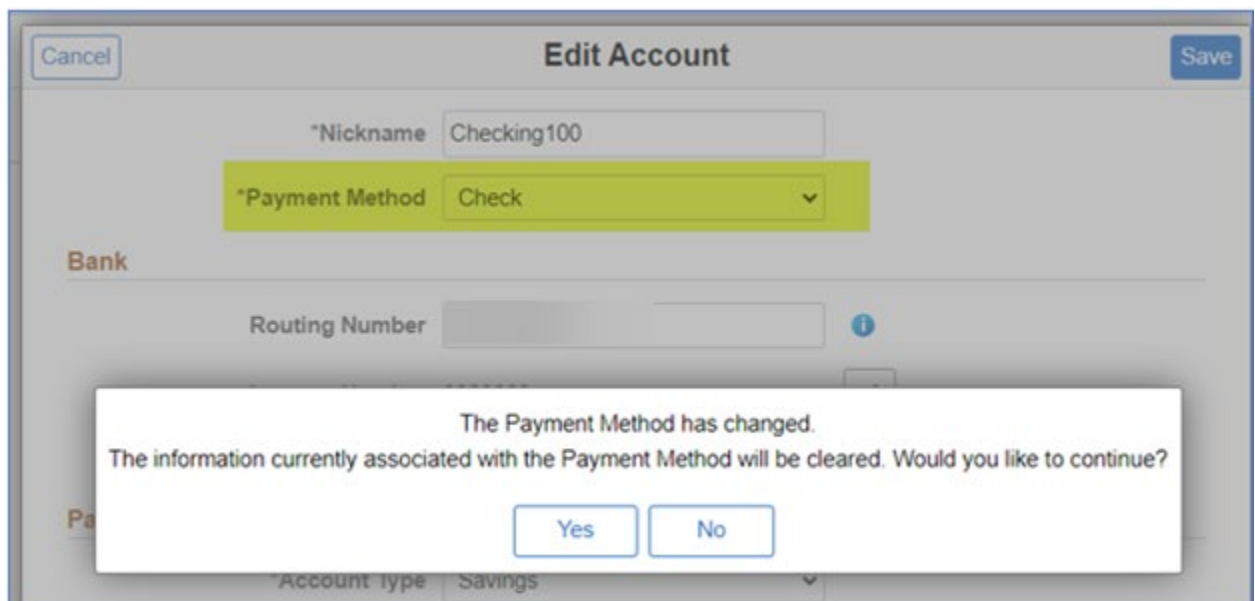 Cancel Edit Account Save
*Nickname Checking100
*Payment Method Check
Bank
Routing Number
The Payment Method has changed.
The information currently associated with the Payment Method will be cleared. Would you like to continue?
Yes No
*Account Type Savings